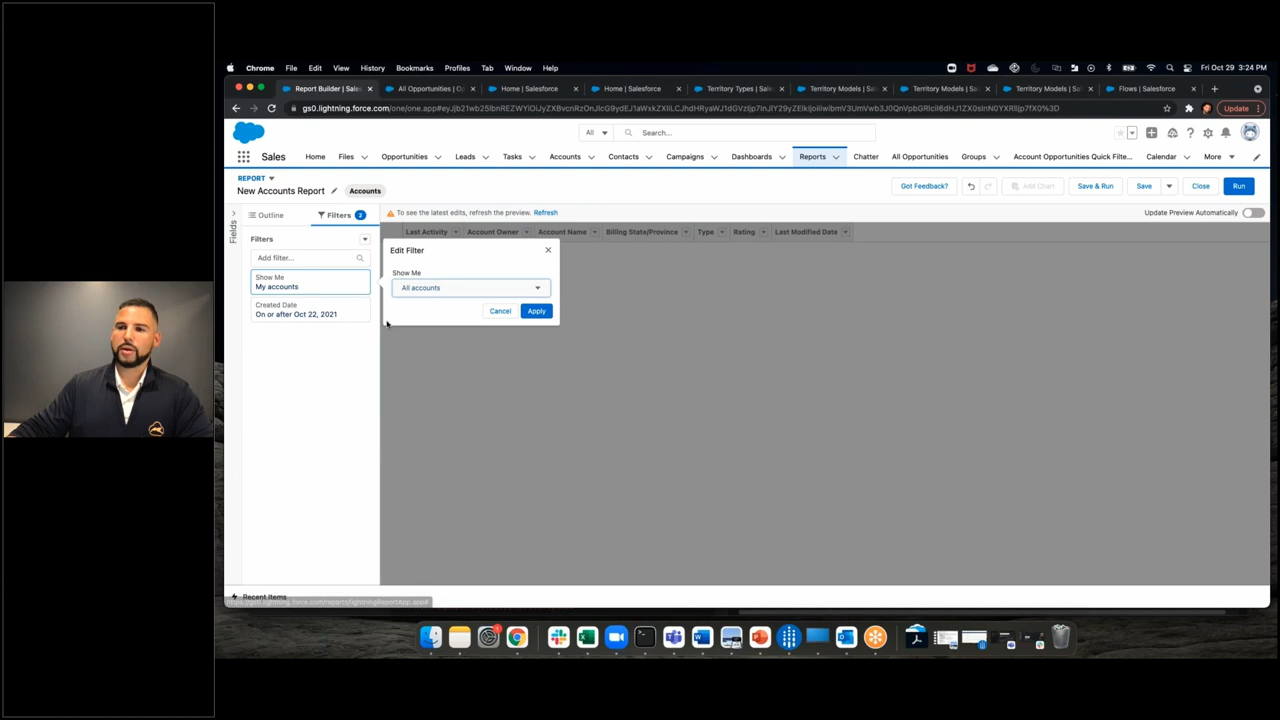 Chrome File Edit View History Bookmarks Profiles Tab Window Help Fri Oct 29 3:24 PM
Report Builder | Sales All Opportunities | O Home | Salesforce Home | Salesforce Territory Types | Sale Territory Models | Sa Territory Models | Sa Territory Models | Sa Flows | Salesforce
Update
All Search...
Sales Home Files Opportunities Leads Tasks Accounts Contacts Campaigns Dashboards Reports Chatter All Opportunities Groups Account Opportunities Quick Filte... Calendar More
REPORT
New Accounts Report Accounts
Got Feedback? Add Chart Save & Run Save Close Run
Fields
Outline Filters 2
To see the latest edits, refresh the preview. Refresh
Update Preview Automatically
Last Activity Account Owner Account Name Billing State/Province Type Rating Last Modified Date
Filters
Add filter...
Show Me
My accounts
Created Date
On or after Oct 22, 2021
Edit Filter
Show Me
All accounts
Cancel Apply
Recent Items